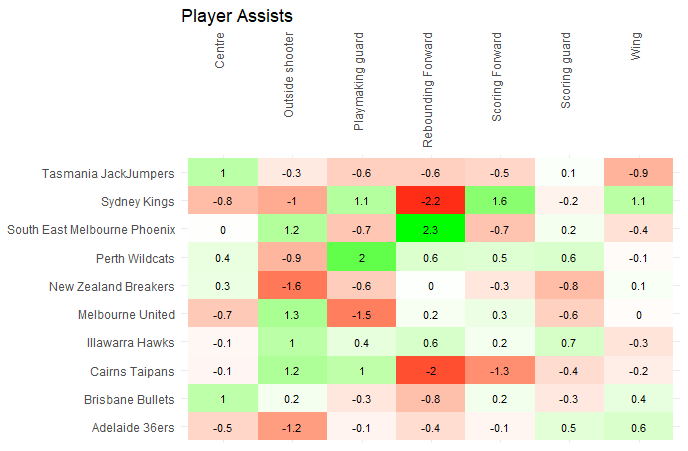 Player Assists
Centre
Outside shooter
Playmaking guard
Rebounding Forward
Scoring Forward
Scoring guard
Wing
Tasmania JackJumpers 1 -0.3 -0.6 -0.6 -0.5 0.1 -0.9
Sydney Kings -0.8 -1 1.1 -2.2 1.6 -0.2 1.1
South East Melbourne Phoenix 0 1.2 -0.7 2.3 -0.7 0.2 -0.4
Perth Wildcats 0.4 -0.9 2 0.6 0.5 0.6 -0.1
New Zealand Breakers 0.3 -1.6 -0.6 0 -0.3 -0.8 0.1
Melbourne United -0.7 1.3 -1.5 0.2 0.3 -0.6 0
Illawarra Hawks -0.1 1 0.4 0.6 0.2 0.7 -0.3
Cairns Taipans -0.1 1.2 1 -2 -1.3 -0.4 -0.2
Brisbane Bullets 1 0.2 -0.3 -0.8 0.2 -0.3 0.4
Adelaide 36ers -0.5 -1.2 -0.1 -0.4 -0.1 0.5 0.6